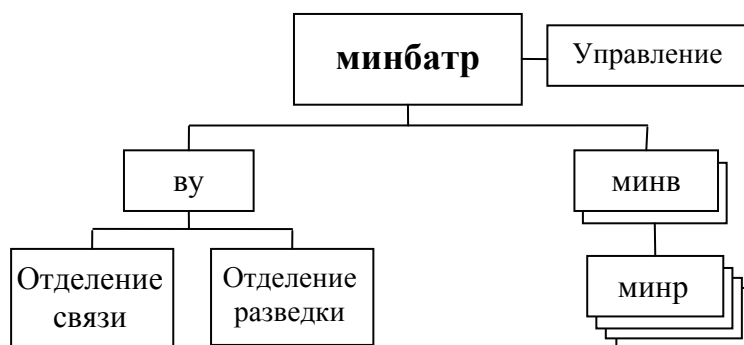 минбатр
Управление
ву
минв
Отделение
связи
Отделение
разведки
минр